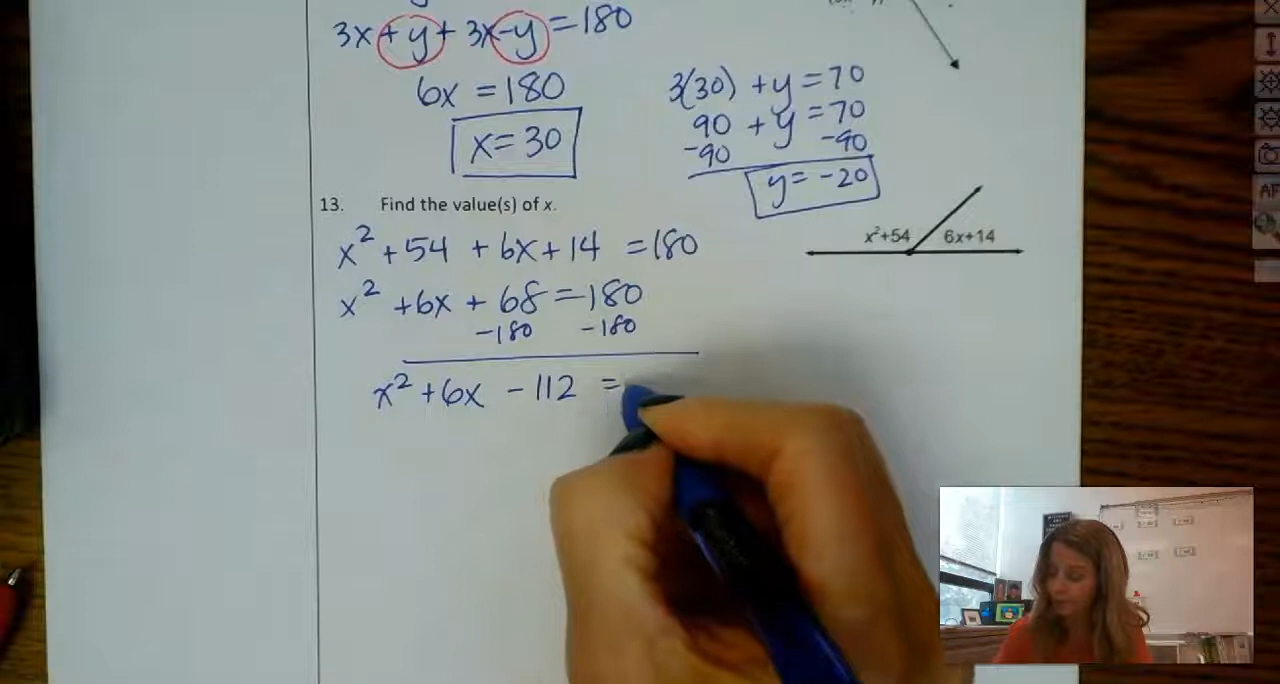 3x + y + 3x - y = 180
6x = 180
x = 30
3(30) + y = 70
90 + y = 70
-90 -90
y = -20
13. Find the value(s) of x.
x² + 54 + 6x + 14 = 180
x² + 6x + 68 = 180
-180 -180
x² + 6x - 112 =
x²+54 6x+14
AF